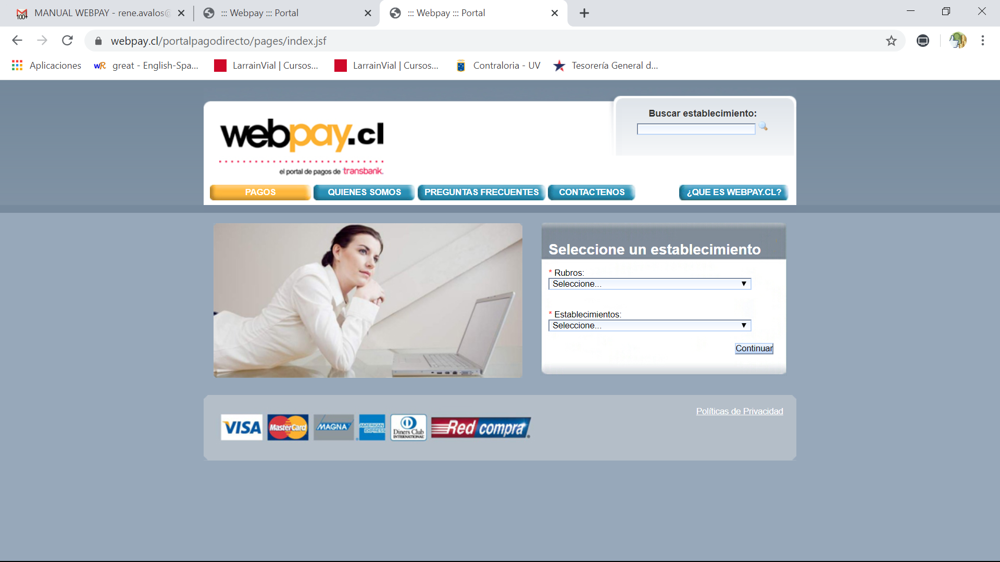 MANUAL WEBPAY - rene.avalos@
::: Webpay ::: Portal
::: Webpay ::: Portal
webpay.cl/portalpagodirecto/pages/index.jsf
Aplicaciones
great - English-Spa...
LarrainVial | Cursos...
LarrainVial | Cursos...
Contraloria - UV
Tesorería General d...
Buscar establecimiento:
webpay.cl
el portal de pagos de transbank.
PAGOS
QUIENES SOMOS
PREGUNTAS FRECUENTES
CONTACTENOS
¿QUE ES WEBPAY.CL?
Seleccione un establecimiento
* Rubros:
Seleccione...
* Establecimientos:
Seleccione...
Continuar
Políticas de Privacidad
VISA
MasterCard
MAGNA
AMERICAN EXPRESS
Diners Club
INTERNATIONAL
Red compra